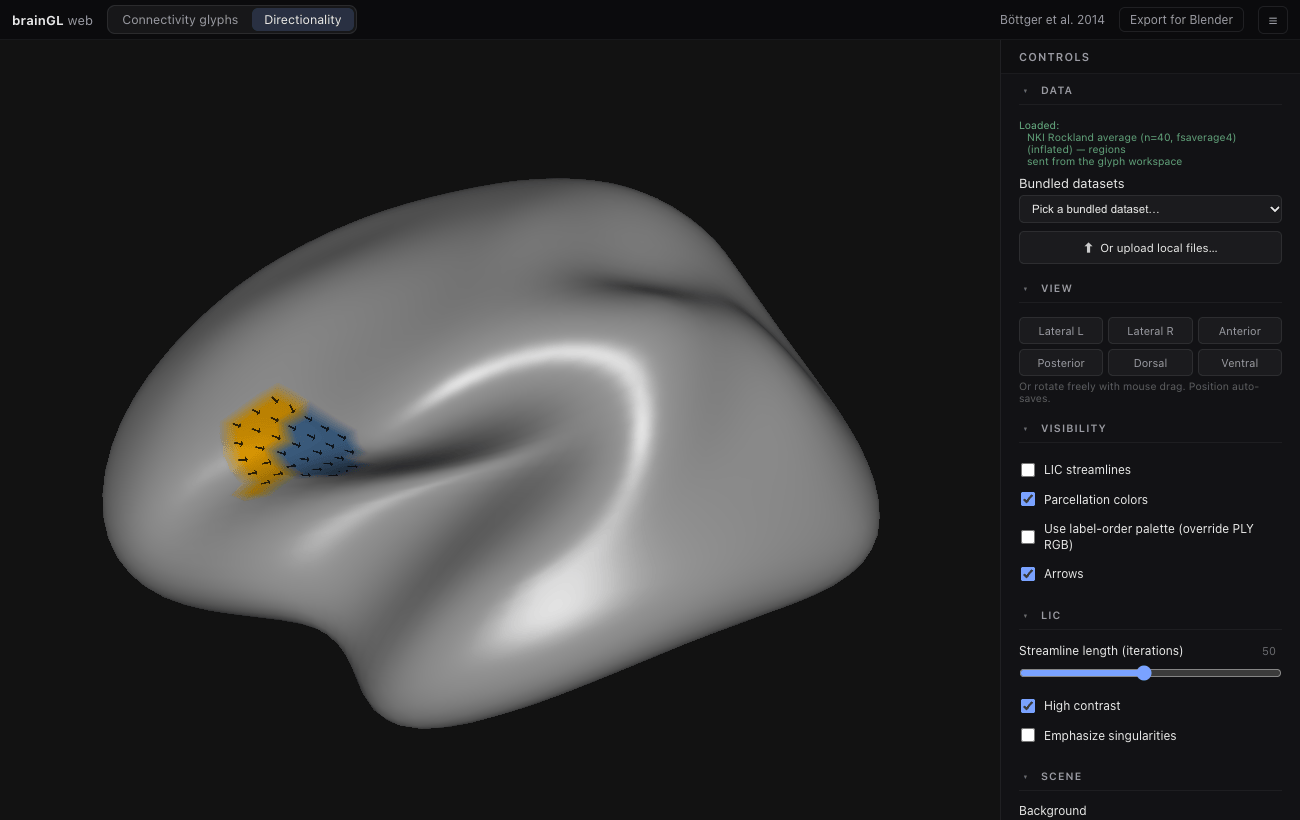 brainGL web
Connectivity glyphs
Directionality
Böttger et al. 2014
Export for Blender
≡
CONTROLS
DATA
Loaded:
NKI Rockland average (n=40, fsaverage4)
(inflated) — regions
sent from the glyph workspace
Bundled datasets
Pick a bundled dataset...
⬆ Or upload local files...
VIEW
Lateral L
Lateral R
Anterior
Posterior
Dorsal
Ventral
Or rotate freely with mouse drag. Position auto-
saves.
VISIBILITY
LIC streamlines
Parcellation colors
Use label-order palette (override PLY
RGB)
Arrows
LIC
Streamline length (iterations) 50
High contrast
Emphasize singularities
SCENE
Background